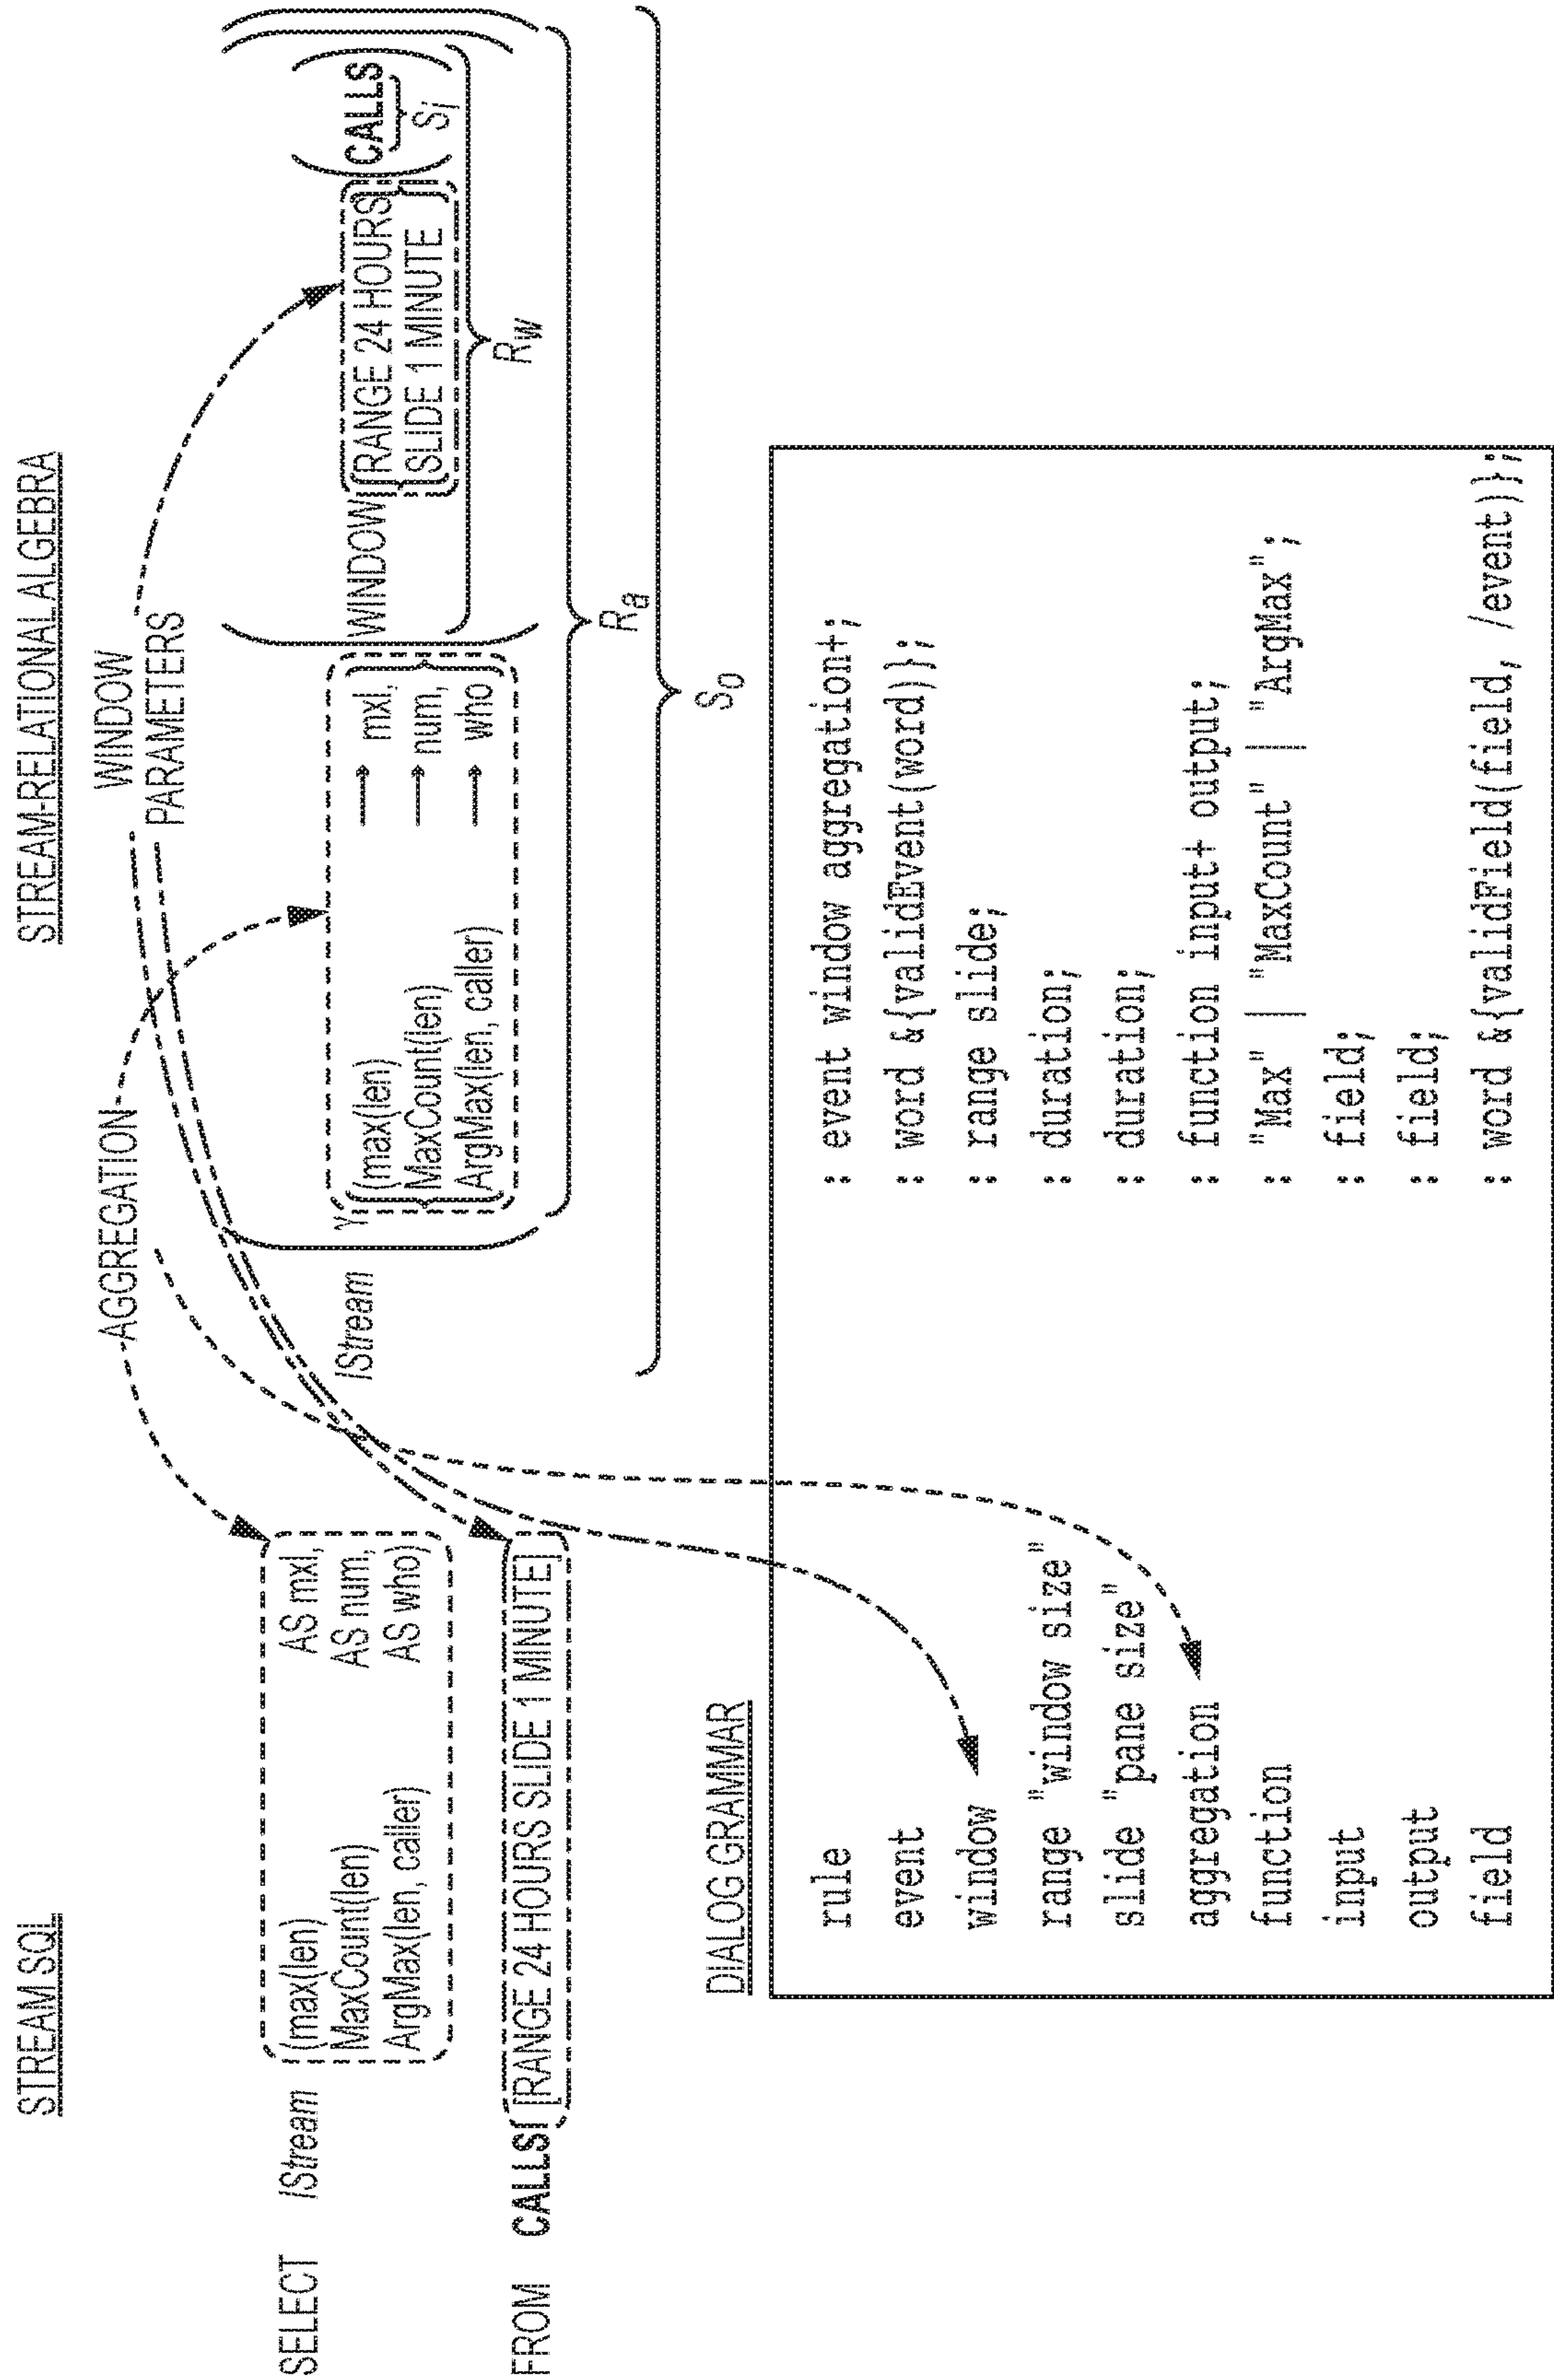 STREAM SQL
SELECT IStream (max(len) AS mxl,
MaxCount(len) AS num,
ArgMax(len, caller) AS who)
FROM CALLS [RANGE 24 HOURS SLIDE 1 MINUTE]
AGGREGATION
WINDOW
PARAMETERS
STREAM-RELATIONAL ALGEBRA
IStream ( γ (max(len) → mxl,
MaxCount(len) → num,
ArgMax(len, caller) → who
( WINDOW [RANGE 24 HOURS
SLIDE 1 MINUTE ]
( CALLS ) ) )
Si
Rw
Ra
So
DIALOG GRAMMAR
rule : event window aggregation+;
event : word &{validEvent(word)};
window : range slide;
range "window size" : duration;
slide "pane size" : duration;
aggregation : function input+ output;
function : "Max" | "MaxCount" | "ArgMax";
input : field;
output : field;
field : word &{validField(field, /event)};